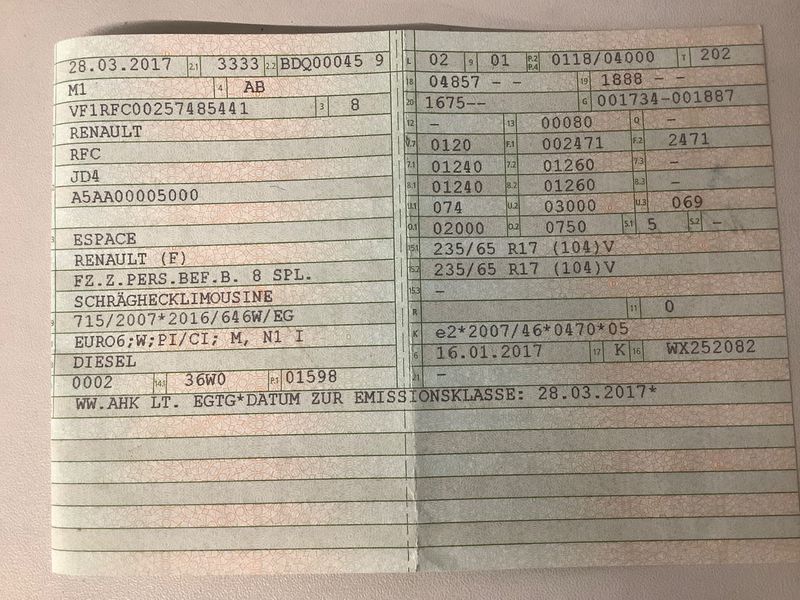 28.03.2017 2.1 3333 2.2 BDQ00045 9
M1 4 AB
VF1RFC00257485441 3 8
RENAULT
RFC
JD4
A5AA00005000
ESPACE
RENAULT (F)
FZ.Z.PERS.BEF.B. 8 SPL.
SCHRÄGHECKLIMOUSINE
715/2007*2016/646W/EG
EURO6;W;PI/CI; M, N1 I
DIESEL
0002 14.1 36W0 P.1 01598
L 02 9 01 P.2 P.4 0118/04000 T 202
18 04857 - - 19 1888 - -
20 1675-- G 001734-001887
12 - 13 00080 Q -
V.7 0120 F.1 002471 F.2 2471
7.1 01240 7.2 01260 7.3 -
8.1 01240 8.2 01260 8.3 -
U.1 074 U.2 03000 U.3 069
O.1 02000 O.2 0750 S.1 5 S.2 -
15.1 235/65 R17 (104)V
15.2 235/65 R17 (104)V
15.3 -
R 11 0
K e2*2007/46*0470*05
6 16.01.2017 17 K 16 WX252082
21 -
WW.AHK LT. EGTG*DATUM ZUR EMISSIONSKLASSE: 28.03.2017*